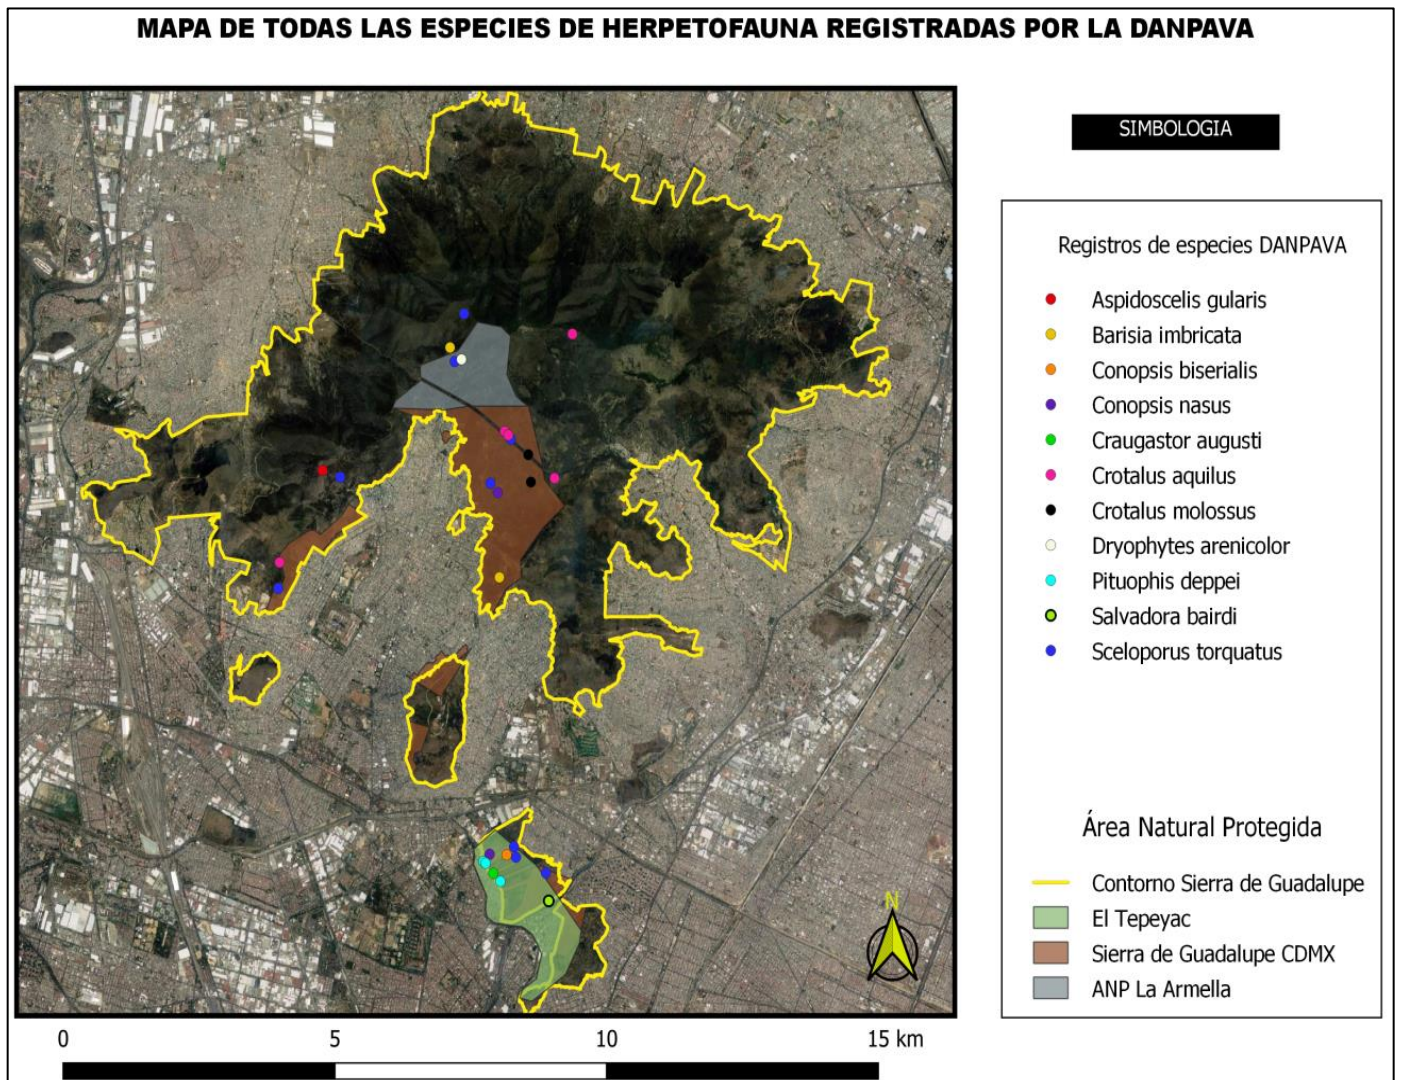 MAPA DE TODAS LAS ESPECIES DE HERPETOFAUNA REGISTRADAS POR LA DANPAVA
SIMBOLOGIA
Registros de especies DANPAVA
Aspidoscelis gularis
Barisia imbricata
Conopsis biserialis
Conopsis nasus
Craugastor augusti
Crotalus aquilus
Crotalus molossus
Dryophytes arenicolor
Pituophis deppei
Salvadora bairdi
Sceloporus torquatus
Área Natural Protegida
Contorno Sierra de Guadalupe
El Tepeyac
Sierra de Guadalupe CDMX
ANP La Armella
N
0 5 10 15 km